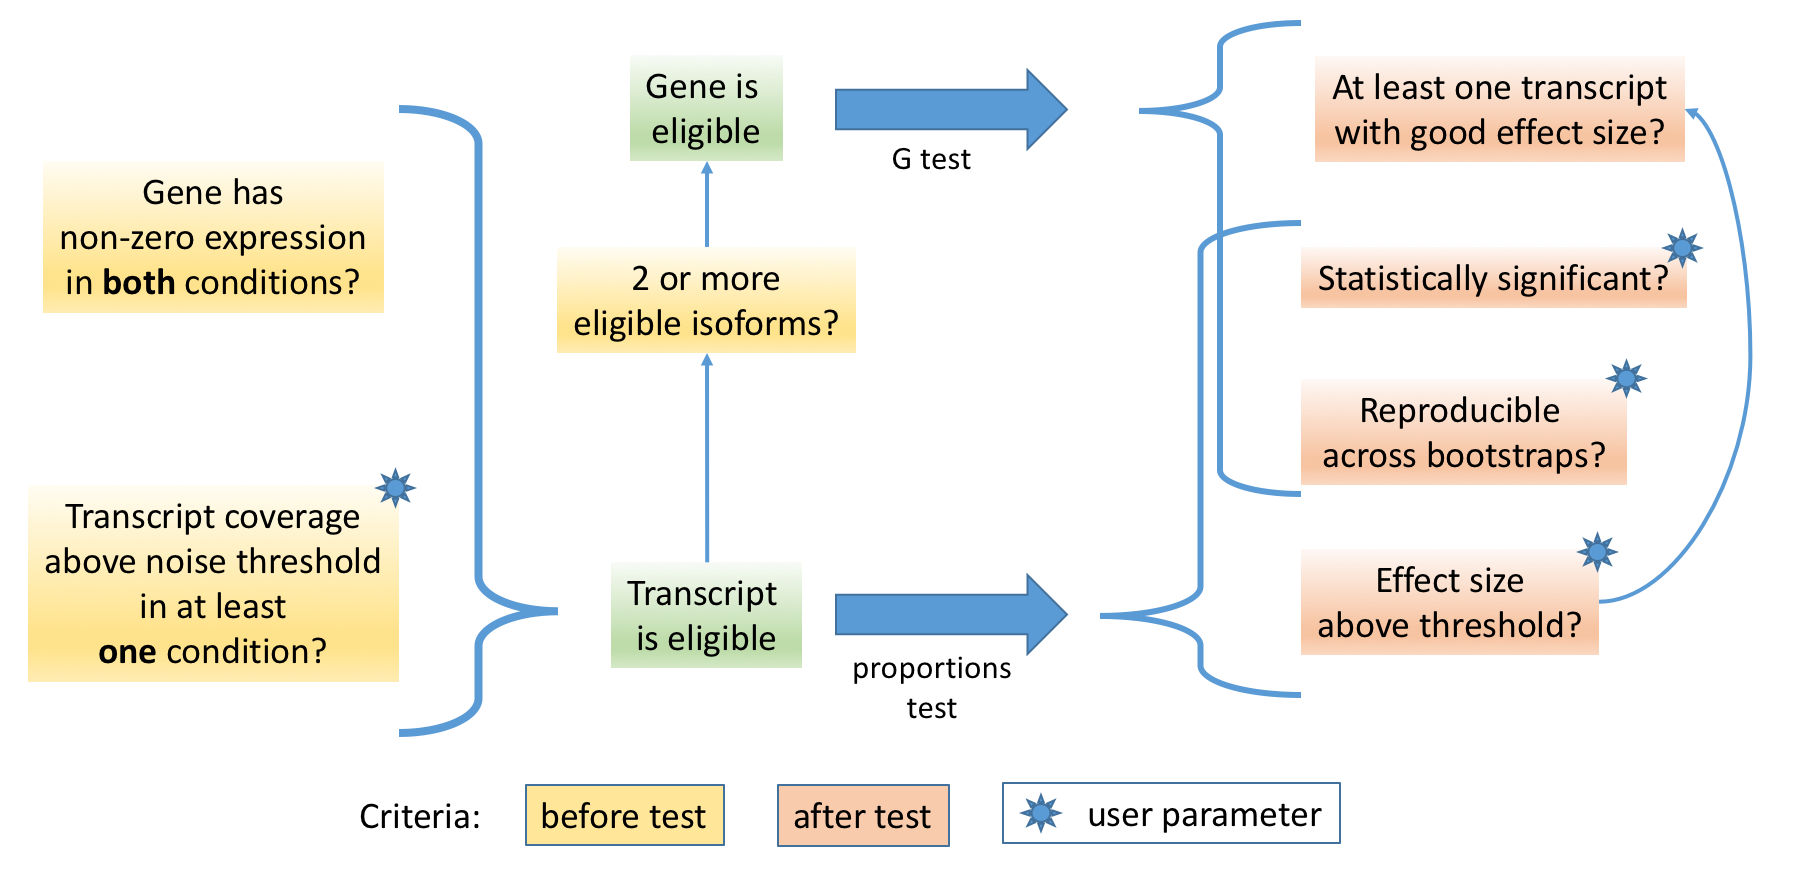 Gene has
non-zero expression
in both conditions?
Transcript coverage
above noise threshold
in at least
one condition?
Gene is
eligible
2 or more
eligible isoforms?
Transcript
is eligible
G test
proportions
test
At least one transcript
with good effect size?
Statistically significant?
Reproducible
across bootstraps?
Effect size
above threshold?
Criteria:
before test
after test
user parameter